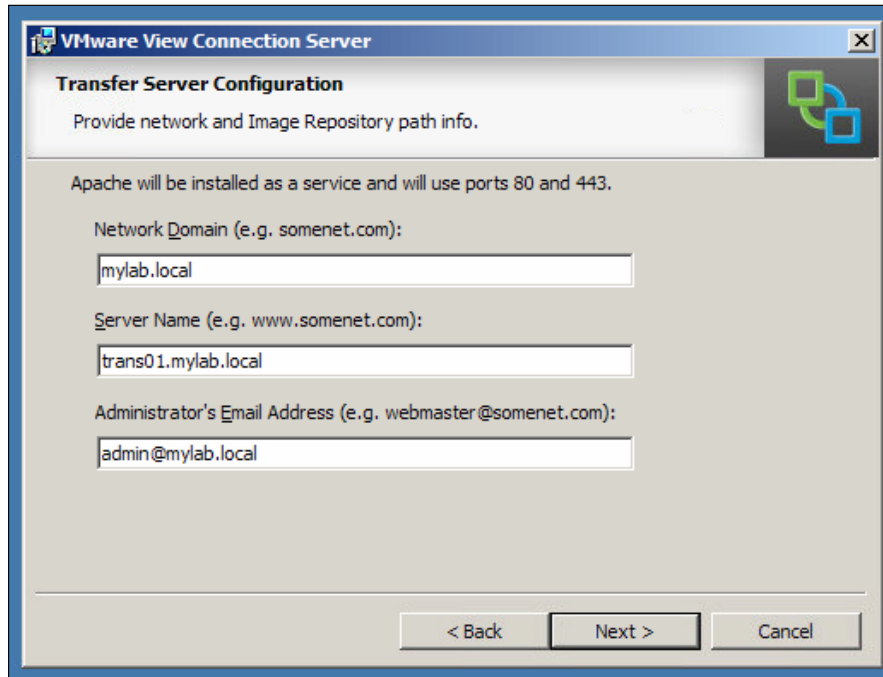 VMware View Connection Server
Transfer Server Configuration
Provide network and Image Repository path info.
Apache will be installed as a service and will use ports 80 and 443.
Network Domain (e.g. somenet.com):
mylab.local
Server Name (e.g. www.somenet.com):
trans01.mylab.local
Administrator's Email Address (e.g. webmaster@somenet.com):
admin@mylab.local
< Back Next > Cancel